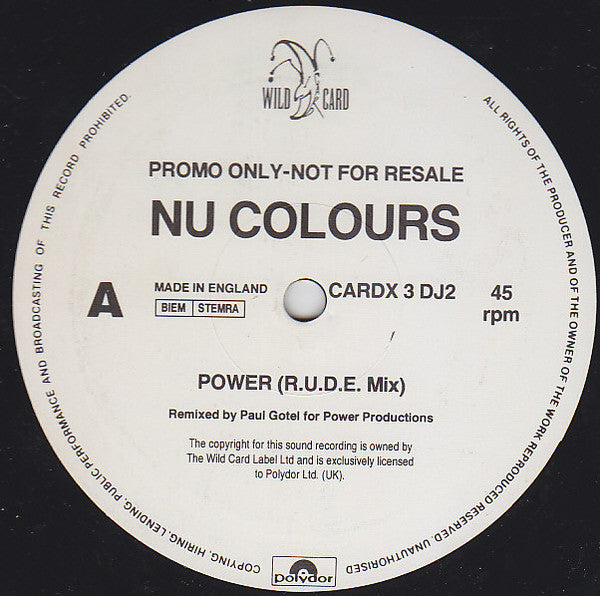 WILD CARD
PROMO ONLY-NOT FOR RESALE
NU COLOURS
A
MADE IN ENGLAND
BIEM STEMRA
CARDX 3 DJ2
45
rpm
POWER (R.U.D.E. Mix)
Remixed by Paul Gotel for Power Productions
The copyright for this sound recording is owned by
The Wild Card Label Ltd and is exclusively licensed
to Polydor Ltd. (UK).
ALL RIGHTS OF THE PRODUCER AND OF THE OWNER OF THE WORK REPRODUCED RESERVED. UNAUTHORISED
COPYING, HIRING, LENDING, PUBLIC PERFORMANCE AND BROADCASTING OF THIS RECORD PROHIBITED.
polydor